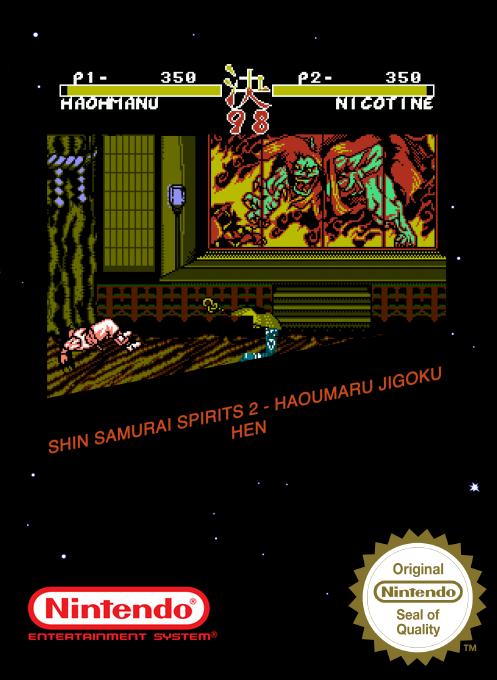 P1- 350
決
P2- 350
HAOHMANU
NICOTINE
98
SHIN SAMURAI SPIRITS 2 - HAOUMARU JIGOKU
HEN
Nintendo®
ENTERTAINMENT SYSTEM®
Original
Nintendo
Seal of
Quality
TM